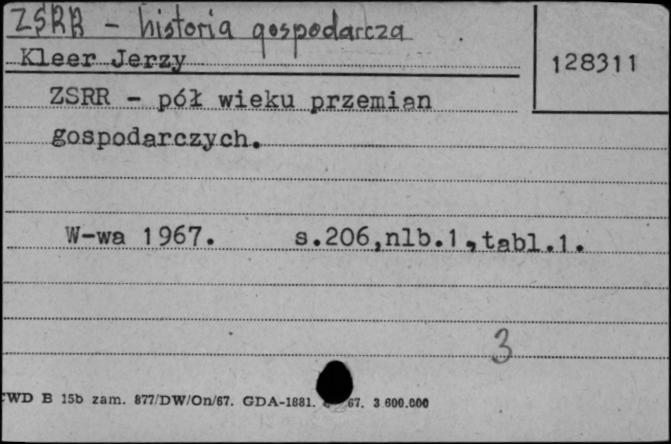 ZSRR - historia gospodarcza
Kleer Jerzy
128311
ZSRR - pół wieku przemian
gospodarczych.
W-wa 1967. s.206,nlb.1,tabl.1.
3
WD B 15b zam. 877/DW/On/67. GDA-1881. 67. 3 600.000